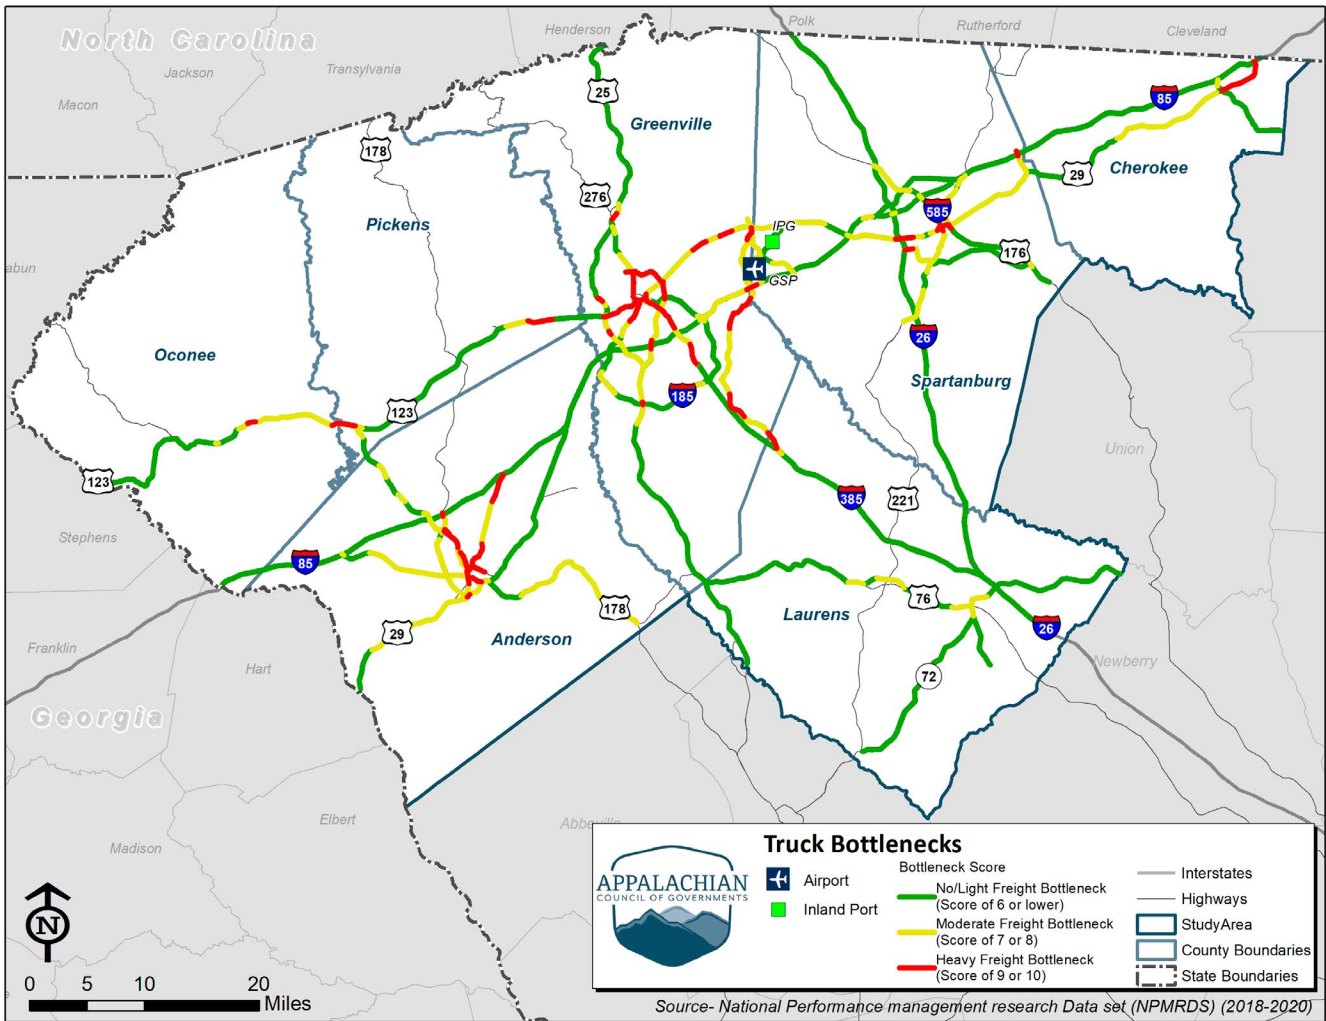 North Carolina
Henderson
Polk
Rutherford
Cleveland
Jackson
Transylvania
Macon
25
85
Greenville
178
29
Cherokee
276
585
Pickens
IPG
176
abun
GSP
26
Oconee
Spartanburg
185
123
Union
123
385
221
Stephens
85
76
178
Laurens
29
Anderson
26
Franklin
Hart
Newberry
72
Georgia
Elbert
Abbeville
Madison
Truck Bottlenecks
APPALACHIAN
COUNCIL OF GOVERNMENTS
Airport
Inland Port
Bottleneck Score
No/Light Freight Bottleneck
(Score of 6 or lower)
Moderate Freight Bottleneck
(Score of 7 or 8)
Heavy Freight Bottleneck
(Score of 9 or 10)
Interstates
Highways
StudyArea
County Boundaries
State Boundaries
N
0 5 10 20
Miles
Source- National Performance management research Data set (NPMRDS) (2018-2020)